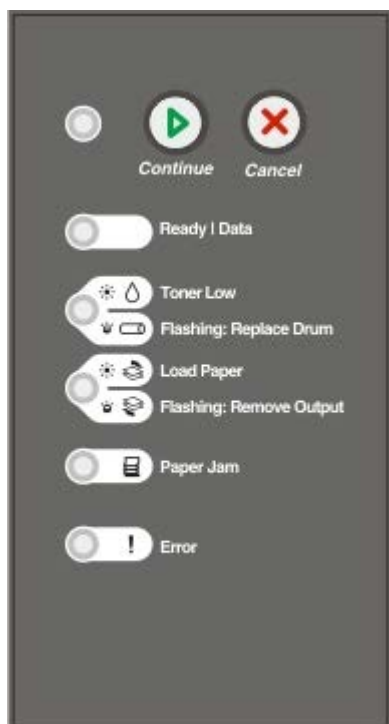 Continue Cancel
Ready | Data
Toner Low
Flashing: Replace Drum
Load Paper
Flashing: Remove Output
Paper Jam
! Error